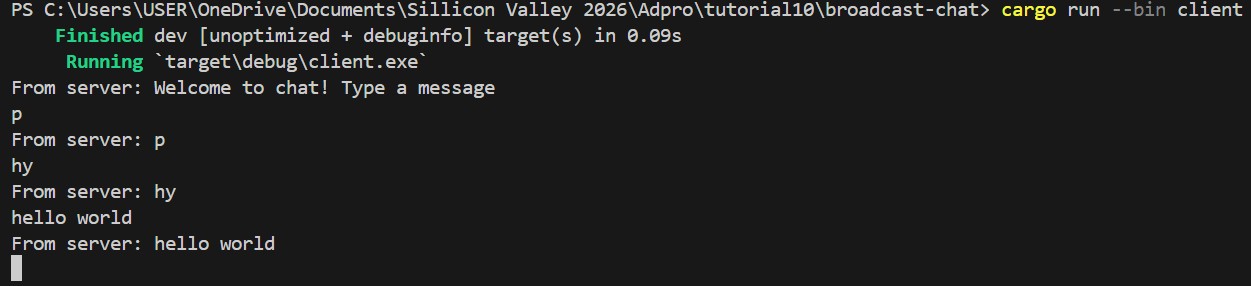 PS C:\Users\USER\OneDrive\Documents\Sillicon Valley 2026\Adpro\tutorial10\broadcast-chat> cargo run --bin client
    Finished dev [unoptimized + debuginfo] target(s) in 0.09s
     Running `target\debug\client.exe`
From server: Welcome to chat! Type a message
p
From server: p
hy
From server: hy
hello world
From server: hello world